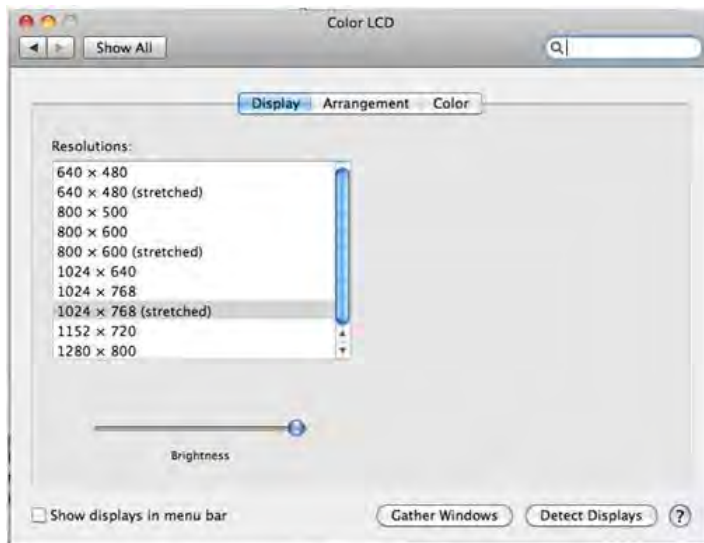 Color LCD
Show All
Display Arrangement Color
Resolutions:
640 × 480
640 × 480 (stretched)
800 × 500
800 × 600
800 × 600 (stretched)
1024 × 640
1024 × 768
1024 × 768 (stretched)
1152 × 720
1280 × 800
Brightness
Show displays in menu bar
Gather Windows Detect Displays ?